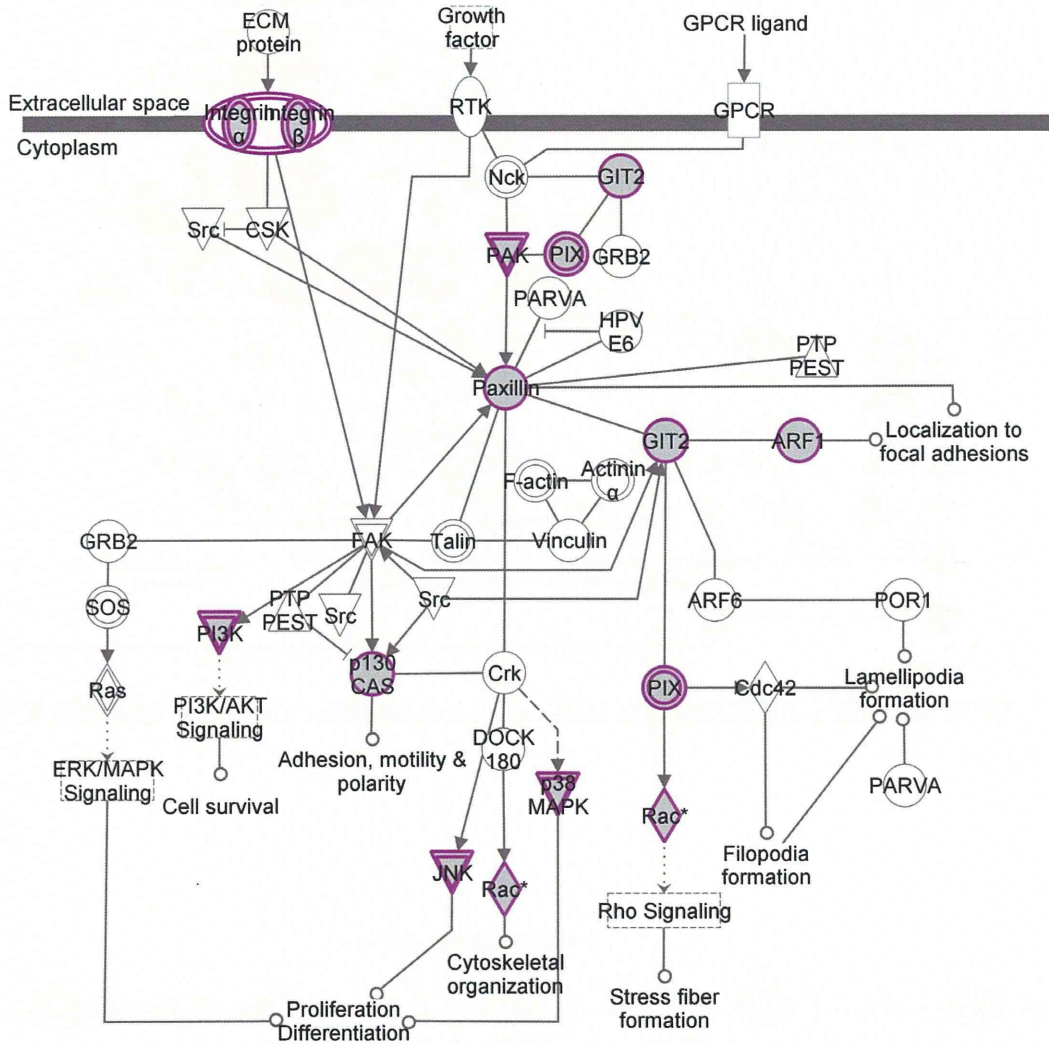 ECM
protein
Growth
factor
GPCR ligand
Extracellular space
Integrin
α
Integrin
β
RTK
GPCR
Cytoplasm
Nck
GIT2
Src
CSK
PAK
PIX
GRB2
PARVA
HPV
E6
PTP
PEST
Paxillin
GIT2
ARF1
Localization to
focal adhesions
F-actin
Actinin
α
GRB2
FAK
Talin
Vinculin
SOS
PI3K
PTP
PEST
Src
Src
ARF6
POR1
Ras
p130
CAS
Crk
PIX
Cdc42
Lamellipodia
formation
PI3K/AKT
Signaling
ERK/MAPK
Signaling
Cell survival
Adhesion, motility &
polarity
DOCK
180
p38
MAPK
PARVA
Rac*
JNK
Rac*
Filopodia
formation
Rho Signaling
Cytoskeletal
organization
Proliferation
Differentiation
Stress fiber
formation